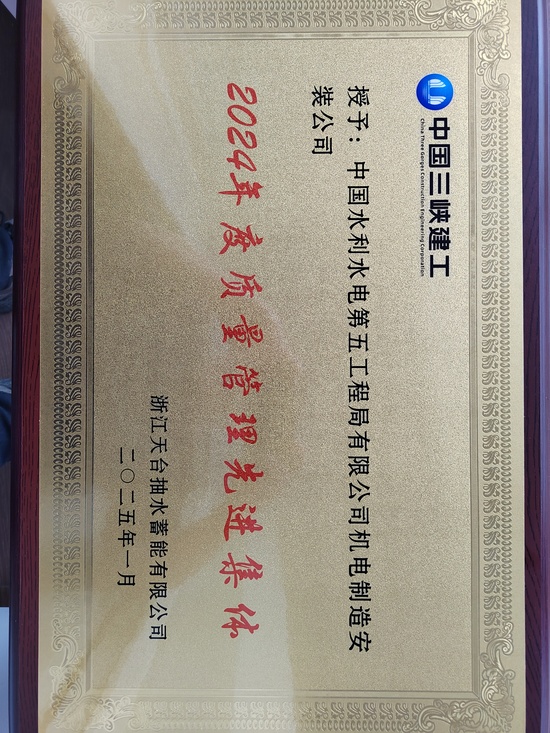 中国三峡建工
China Three Gorges Construction Engineering Corporation
授予：中国水利水电第五工程局有限公司机电制造安
装公司
2024年度质量管理先进集体
浙江天台抽水蓄能有限公司
二〇二五年一月